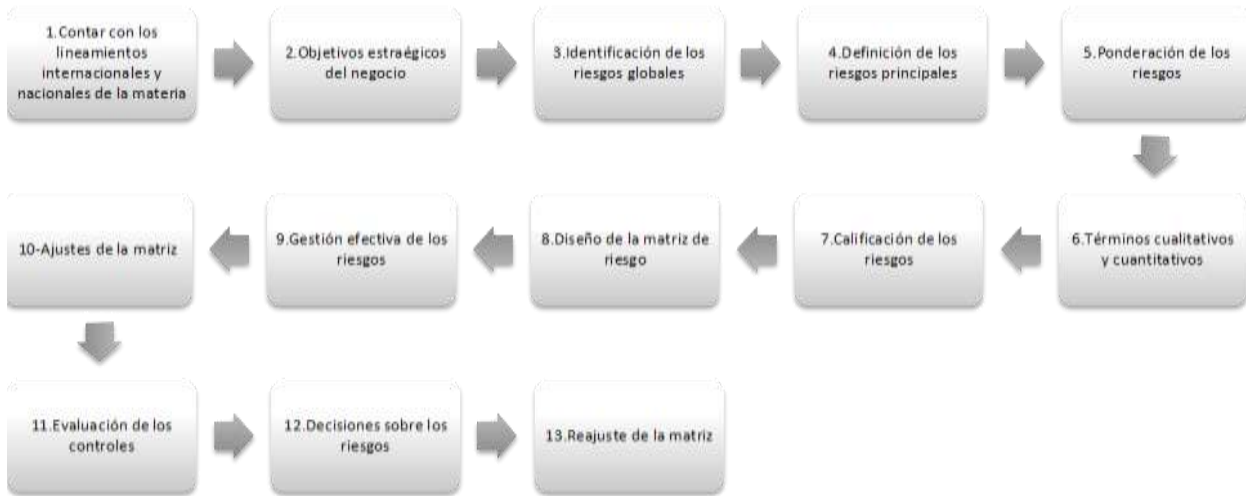 1.Contar con los
lineamientos
internacionales y
nacionales de la materia
2.Objetivos estraégicos
del negocio
3.Identificación de los
riesgos globales
4.Definición de los
riesgos principales
5.Ponderación de los
riesgos
6.Términos cualitativos
y cuantitativos
7.Calificación de los
riesgos
8.Diseño de la matriz de
riesgo
9.Gestión efectiva de los
riesgos
10-Ajustes de la matriz
11.Evaluación de los
controles
12.Decisiones sobre los
riesgos
13.Reajuste de la matriz